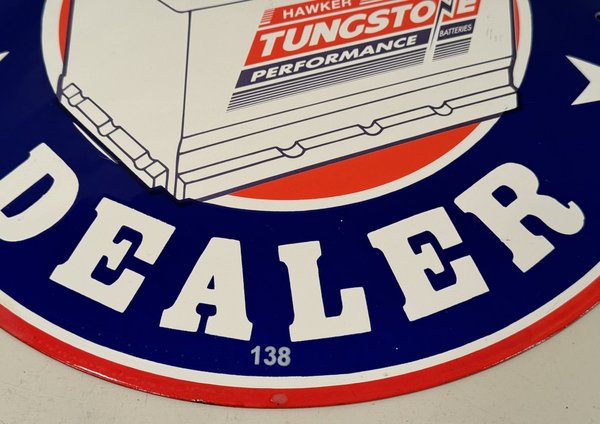 HAWKER
TUNGSTONE
PERFORMANCE BATTERIES
DEALER
138